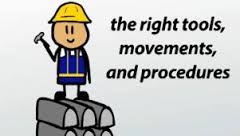 the right tools,
movements,
and procedures